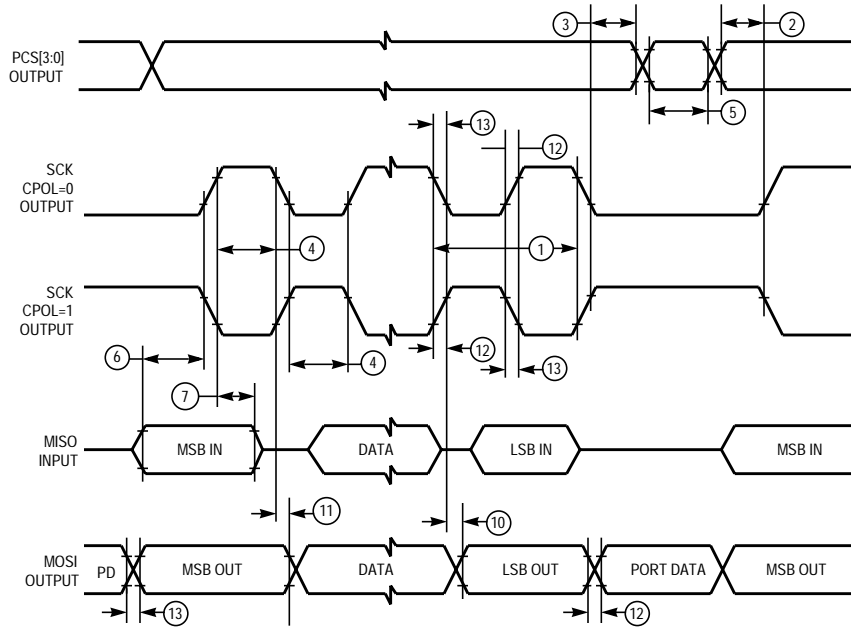 3
2
PCS[3:0]
OUTPUT
5
13
12
SCK
CPOL=0
OUTPUT
4
1
SCK
CPOL=1
OUTPUT
6
12
4
13
7
MISO
INPUT
MSB IN
DATA
LSB IN
MSB IN
11
10
MOSI
OUTPUT
PD
MSB OUT
DATA
LSB OUT
PORT DATA
MSB OUT
13
12